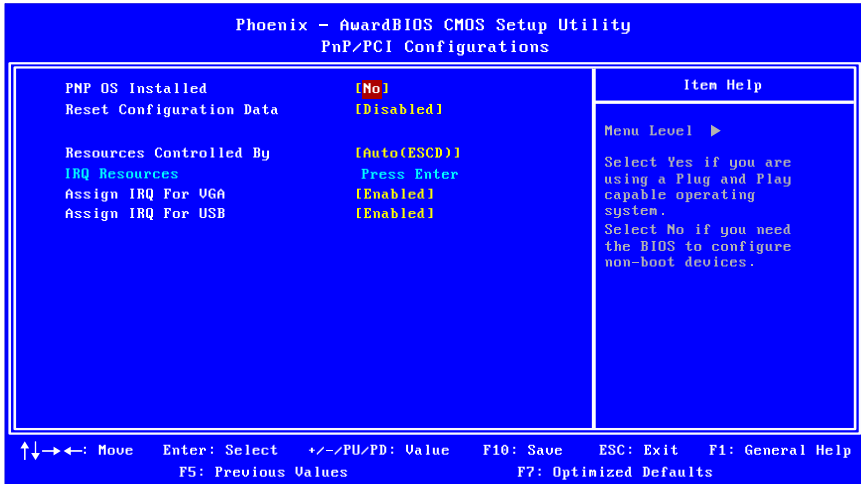 Phoenix - AwardBIOS CMOS Setup Utility
PnP/PCI Configurations
PNP OS Installed [No]
Reset Configuration Data [Disabled]
Resources Controlled By [Auto(ESCD)]
IRQ Resources Press Enter
Assign IRQ For VGA [Enabled]
Assign IRQ For USB [Enabled]
Item Help
Menu Level ▶
Select Yes if you are
using a Plug and Play
capable operating
system.
Select No if you need
the BIOS to configure
non-boot devices.
↑↓→←: Move Enter: Select +/-/PU/PD: Value F10: Save ESC: Exit F1: General Help
F5: Previous Values F7: Optimized Defaults